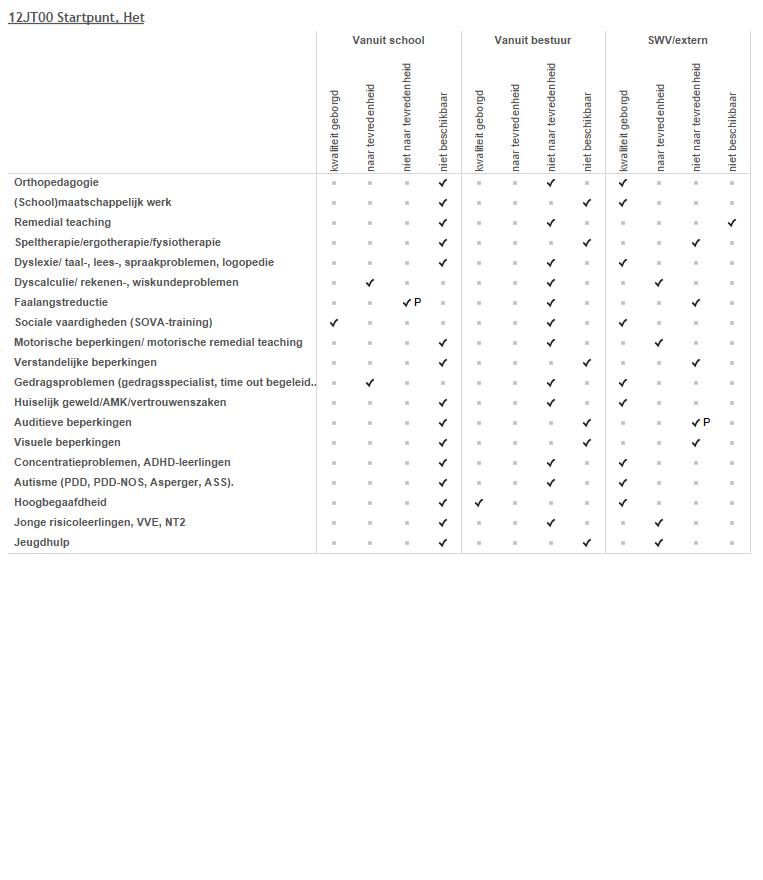 12JT00 Startpunt, Het
Vanuit school Vanuit bestuur SWV/extern
kwaliteit geborgd naar tevredenheid niet naar tevredenheid niet beschikbaar kwaliteit geborgd naar tevredenheid niet naar tevredenheid niet beschikbaar kwaliteit geborgd naar tevredenheid niet naar tevredenheid niet beschikbaar
Orthopedagogie
(School)maatschappelijk werk
Remedial teaching
Speltherapie/ergotherapie/fysiotherapie
Dyslexie/ taal-, lees-, spraakproblemen, logopedie
Dyscalculie/ rekenen-, wiskundeproblemen
Faalangstreductie P
Sociale vaardigheden (SOVA-training)
Motorische beperkingen/ motorische remedial teaching
Verstandelijke beperkingen
Gedragsproblemen (gedragsspecialist, time out begeleid..
Huiselijk geweld/AMK/vertrouwenszaken
Auditieve beperkingen P
Visuele beperkingen
Concentratieproblemen, ADHD-leerlingen
Autisme (PDD, PDD-NOS, Asperger, ASS).
Hoogbegaafdheid
Jonge risicoleerlingen, VVE, NT2
Jeugdhulp